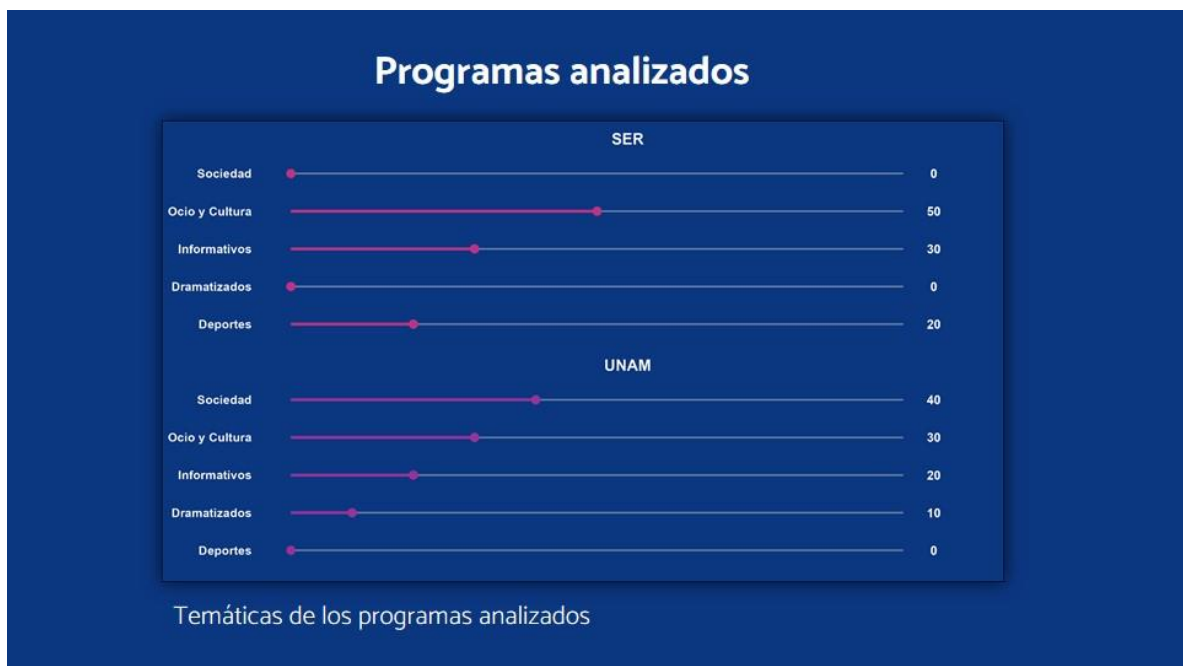 Programas analizados
SER
Sociedad 0
Ocio y Cultura 50
Informativos 30
Dramatizados 0
Deportes 20
UNAM
Sociedad 40
Ocio y Cultura 30
Informativos 20
Dramatizados 10
Deportes 0
Temáticas de los programas analizados